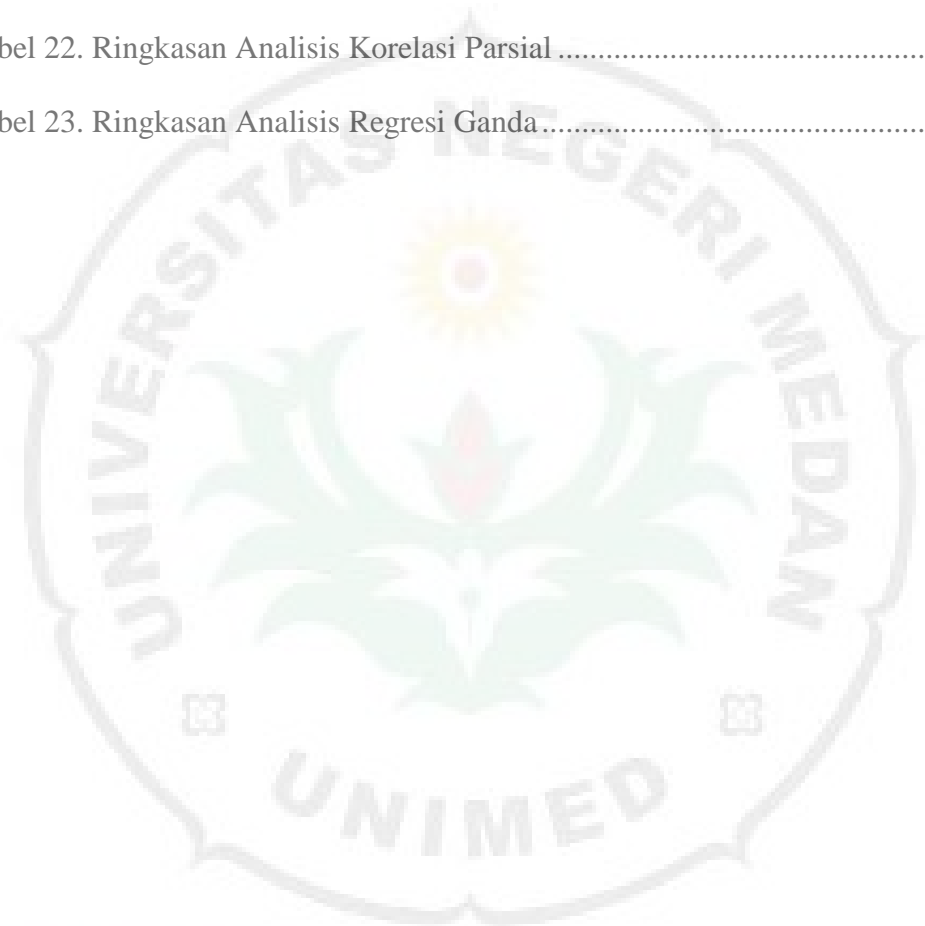 bel 22. Ringkasan Analisis Korelasi Parsial ............................................
bel 23. Ringkasan Analisis Regresi Ganda ..............................................
UNIVERSITAS NEGERI MEDAN
UNIMED